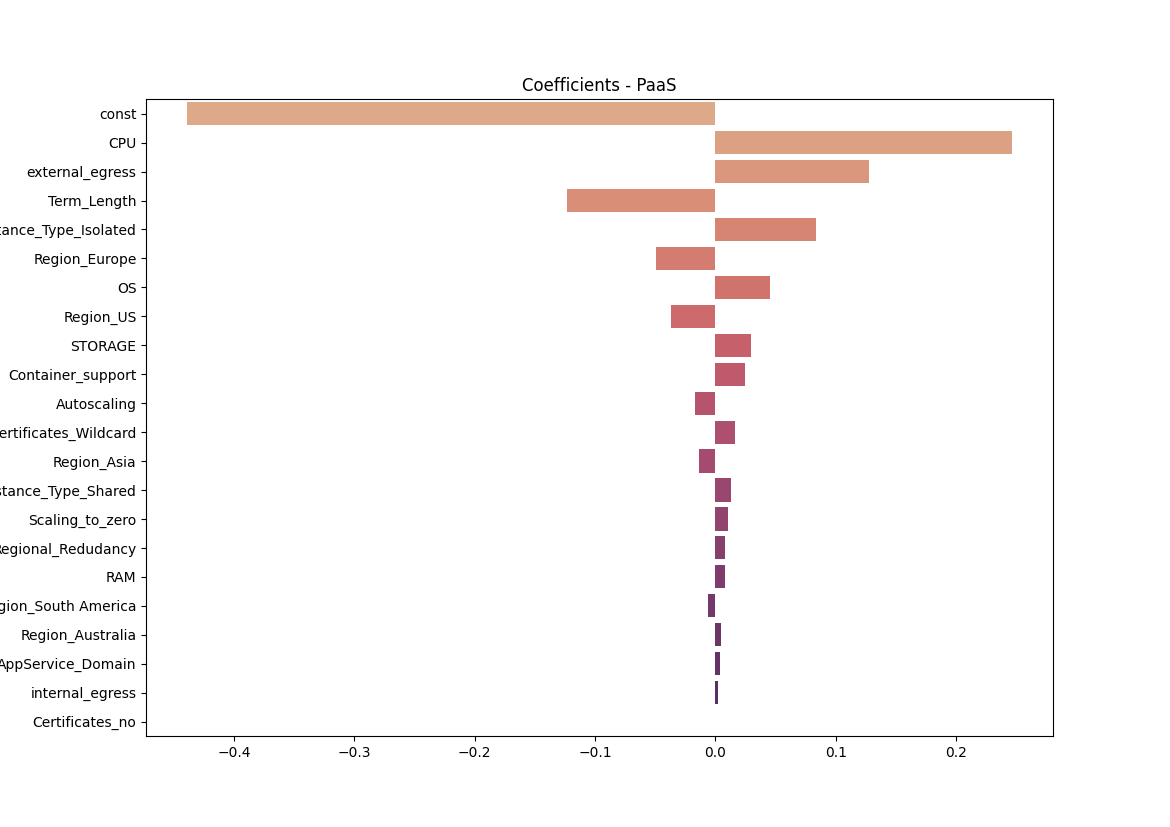 Coefficients - PaaS
const
CPU
external_egress
Term_Length
tance_Type_Isolated
Region_Europe
OS
Region_US
STORAGE
Container_support
Autoscaling
ertificates_Wildcard
Region_Asia
stance_Type_Shared
Scaling_to_zero
Regional_Redudancy
RAM
gion_South America
Region_Australia
AppService_Domain
internal_egress
Certificates_no
−0.4 −0.3 −0.2 −0.1 0.0 0.1 0.2